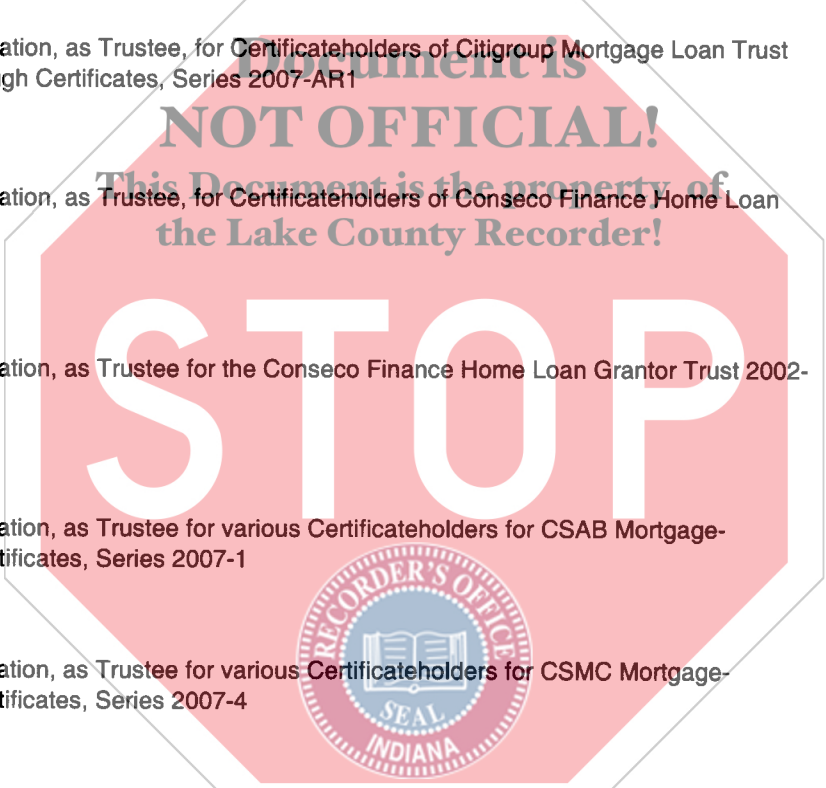 ation, as Trustee, for Certificateholders of Citigroup Mortgage Loan Trust
Document is
gh Certificates, Series 2007-AR1
NOT OFFICIAL!
This Document is the property of
ation, as Trustee, for Certificateholders of Conseco Finance Home Loan
the Lake County Recorder!
STOP
ation, as Trustee for the Conseco Finance Home Loan Grantor Trust 2002-
ation, as Trustee for various Certificateholders for CSAB Mortgage-
tificates, Series 2007-1
RECORDER'S OFFICE
ation, as Trustee for various Certificateholders for CSMC Mortgage-
tificates, Series 2007-4
SEAL
INDIANA